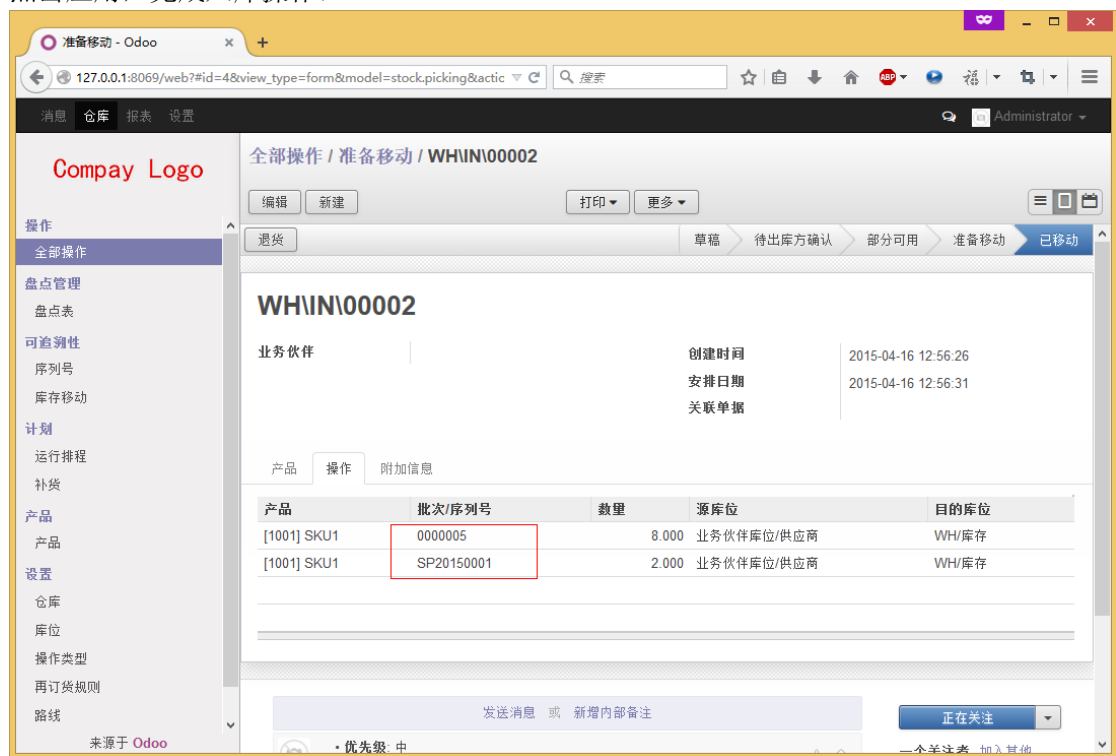 准备移动 - Odoo
127.0.0.1:8069/web?#id=4&view_type=form&model=stock.picking&actic
搜索
消息 仓库 报表 设置
Administrator
Compay Logo
全部操作 / 准备移动 / WH\IN\00002
编辑 新建 打印 更多
操作
全部操作
盘点管理
盘点表
可追溯性
序列号
库存移动
计划
运行排程
补货
产品
产品
设置
仓库
库位
操作类型
再订货规则
路线
来源于 Odoo
退货 草稿 待出库方确认 部分可用 准备移动 已移动
WH\IN\00002
业务伙伴
创建时间 2015-04-16 12:56:26
安排日期 2015-04-16 12:56:31
关联单据
产品 操作 附加信息
产品 批次/序列号 数量 源库位 目的库位
[1001] SKU1 0000005 8.000 业务伙伴库位/供应商 WH/库存
[1001] SKU1 SP20150001 2.000 业务伙伴库位/供应商 WH/库存
发送消息 或 新增内部备注
正在关注
• 优先级: 中
一个关注者 加入其他